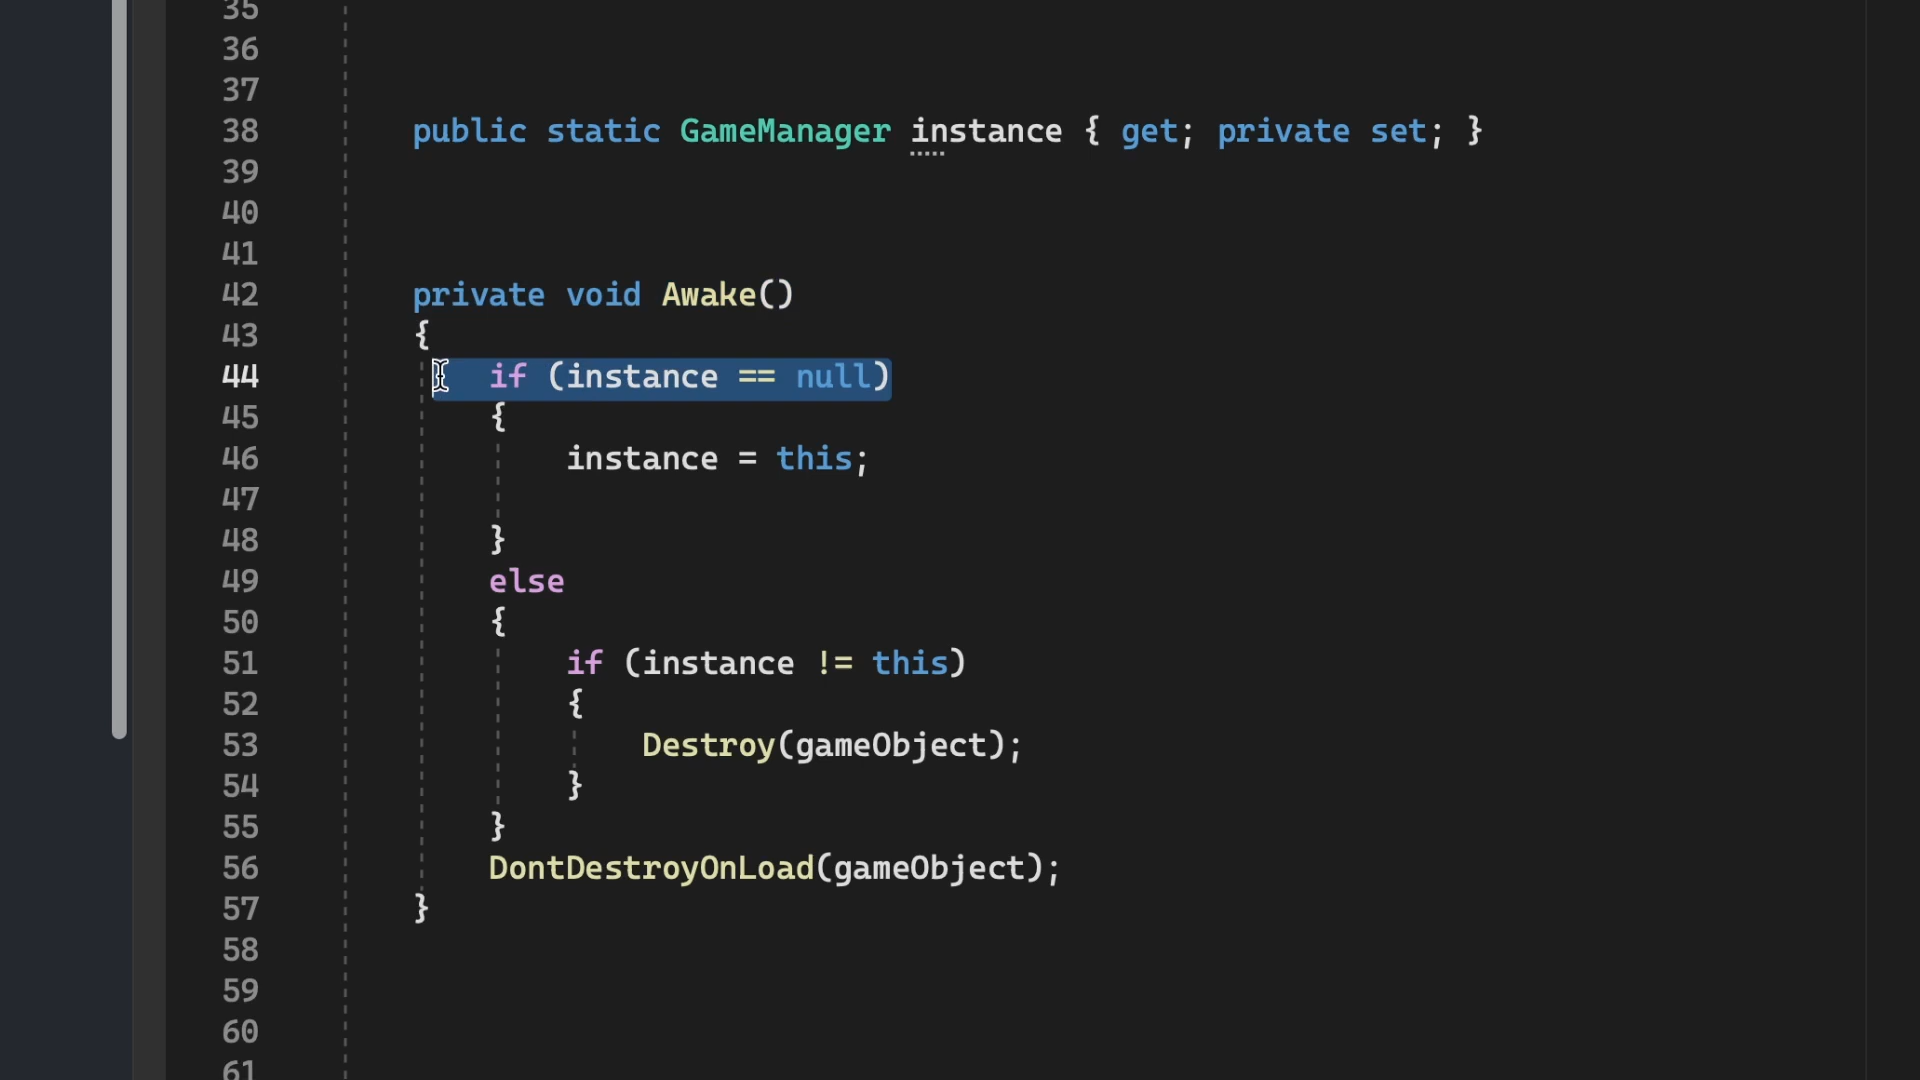 35
36
37
38 public static GameManager instance { get; private set; }
39
40
41
42 private void Awake()
43 {
44 if (instance == null)
45 {
46 instance = this;
47
48 }
49 else
50 {
51 if (instance != this)
52 {
53 Destroy(gameObject);
54 }
55 }
56 DontDestroyOnLoad(gameObject);
57 }
58
59
60
61